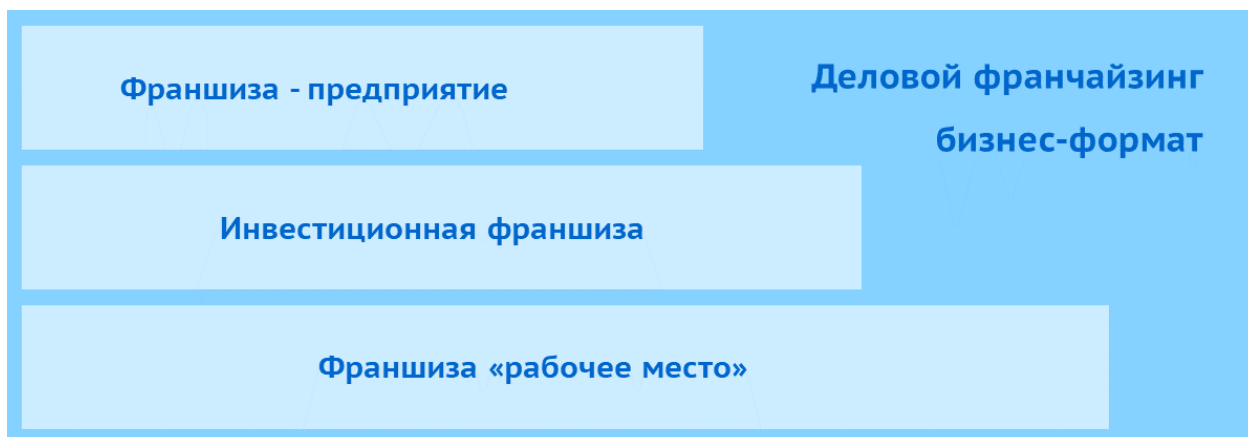 Франшиза - предприятие
Деловой франчайзинг
бизнес-формат
Инвестиционная франшиза
Франшиза «рабочее место»